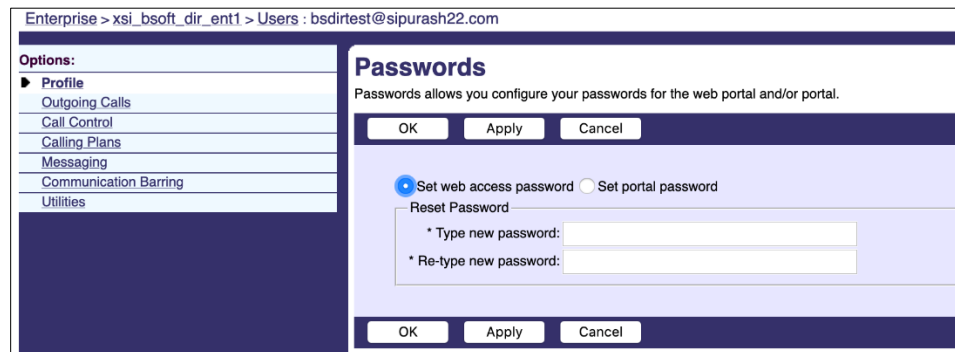 Enterprise > xsi_bsoft_dir_ent1 > Users : bsdirtest@sipurash22.com
Options:
Profile
Outgoing Calls
Call Control
Calling Plans
Messaging
Communication Barring
Utilities
Passwords
Passwords allows you configure your passwords for the web portal and/or portal.
OK Apply Cancel
Set web access password Set portal password
Reset Password
* Type new password:
* Re-type new password:
OK Apply Cancel